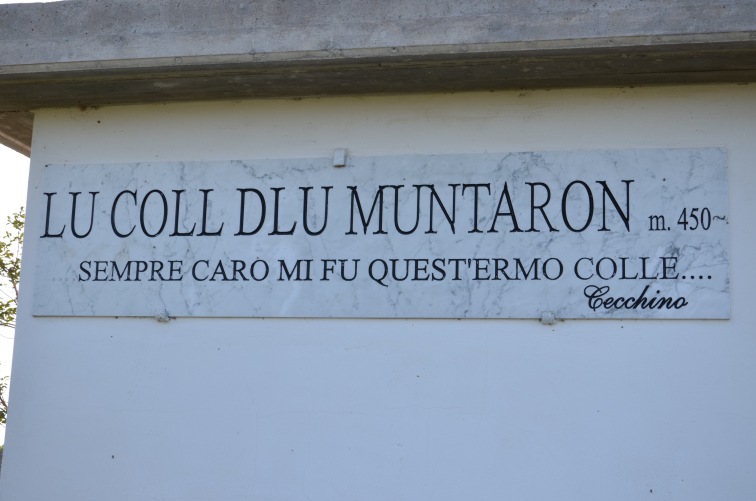 LU COLL DLU MUNTARON m. 450~
....SEMPRE CARO MI FU QUEST'ERMO COLLE....
Cecchino